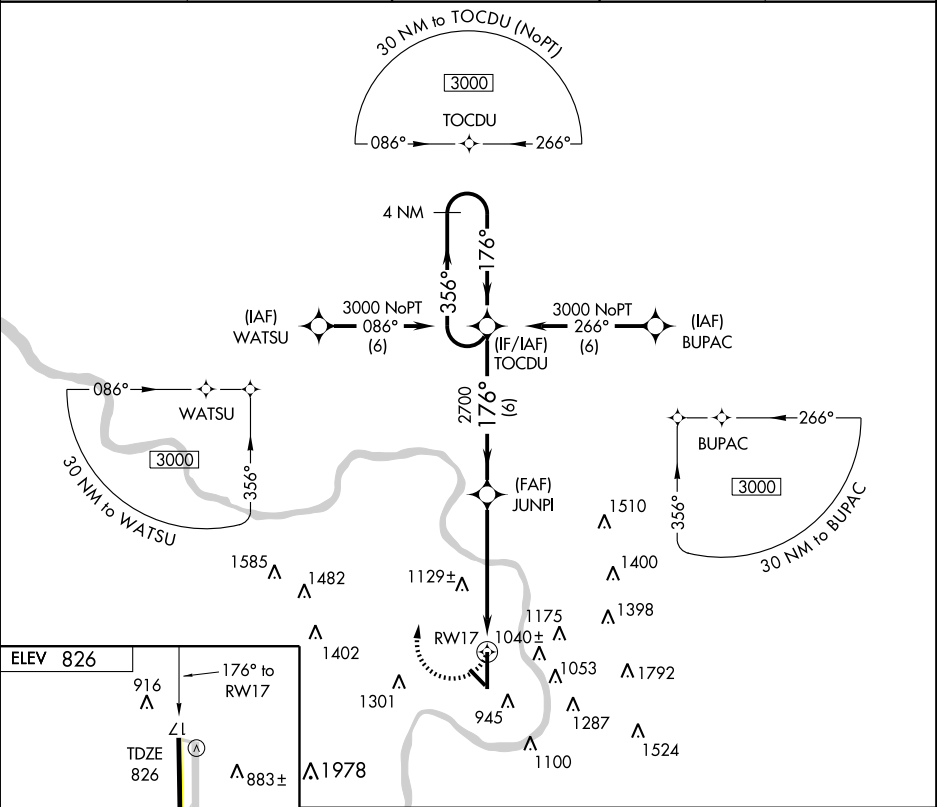 30 NM to TOCDU (NoPT)
3000
TOCDU
086°
266°
4 NM
356°
176°
(IAF)
WATSU
3000 NoPT
086°
(6)
(IF/IAF)
TOCDU
3000 NoPT
266°
(6)
(IAF)
BUPAC
2700
176°
(6)
086°
WATSU
3000
356°
30 NM to WATSU
266°
BUPAC
3000
356°
30 NM to BUPAC
(FAF)
JUNPI
1510
1585
1482
1129±
1400
1398
1175
1402
RW17
1040±
1053
1792
1301
945
1287
1524
1100
ELEV 826
916
176° to
RW17
17
TDZE
826
A
883±
1978